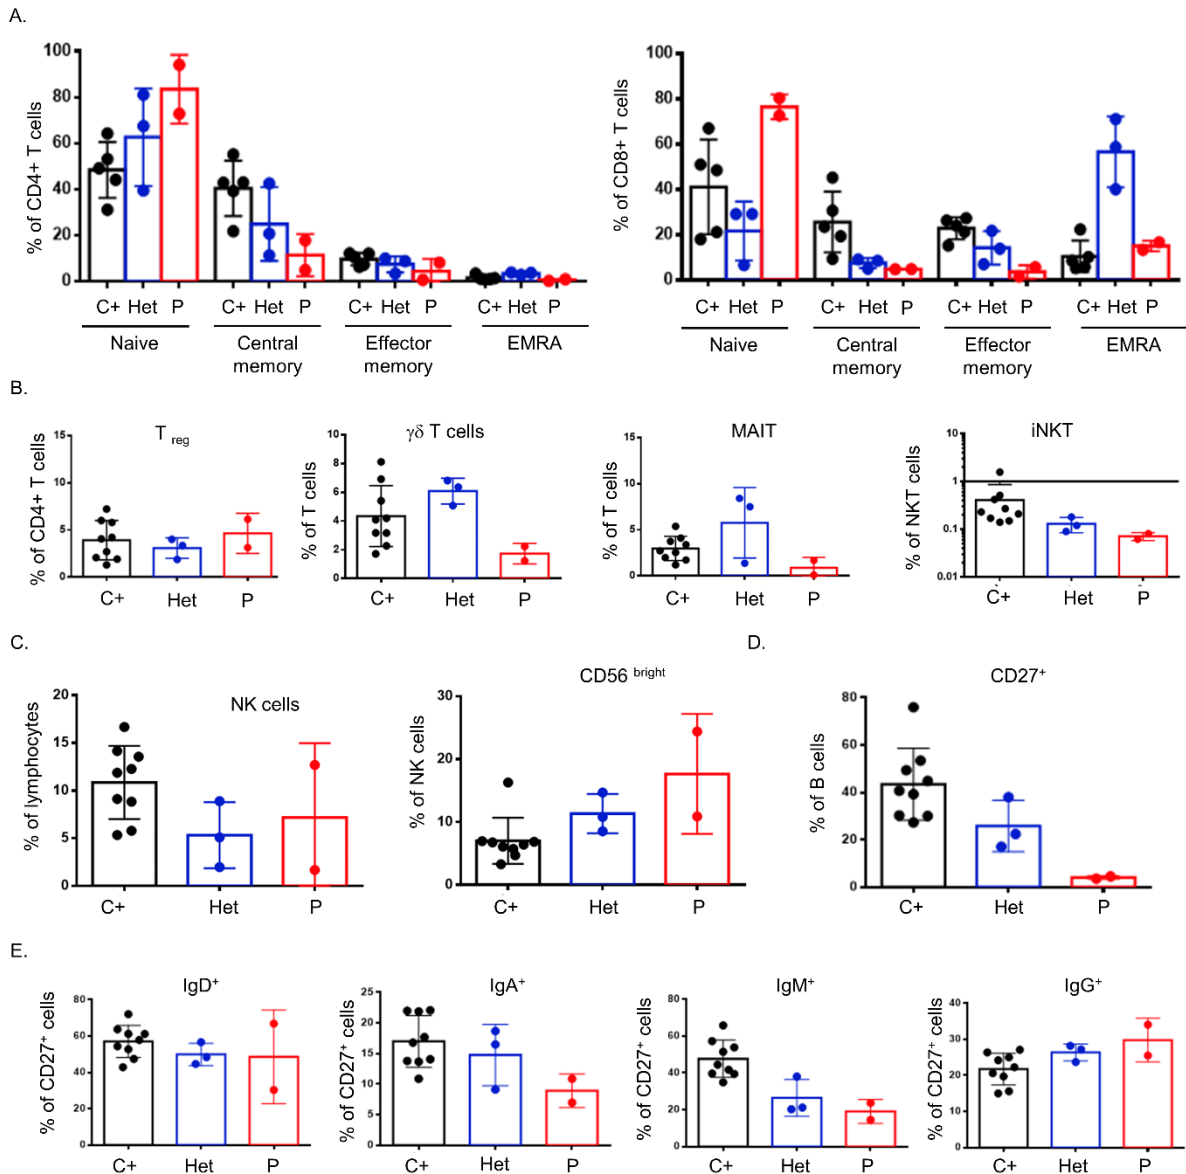 A.
% of CD4+ T cells
100
80
60
40
20
0
C+ Het P C+ Het P C+ Het P C+ Het P
Naive Central memory Effector memory EMRA
% of CD8+ T cells
100
80
60
40
20
0
C+ Het P C+ Het P C+ Het P C+ Het P
Naive Central memory Effector memory EMRA
B.
T reg
% of CD4+ T cells
15
10
5
0
C+ Het P
γδ T cells
% of T cells
10
8
6
4
2
0
C+ Het P
MAIT
% of T cells
15
10
5
0
C+ Het P
iNKT
% of NKT cells
10
1
0.1
0.01
C+ Het P
C.
NK cells
% of lymphocytes
20
15
10
5
0
C+ Het P
CD56 bright
% of NK cells
30
20
10
0
C+ Het P
D.
CD27+
% of B cells
80
60
40
20
0
C+ Het P
E.
IgD+
% of CD27+ cells
80
60
40
20
0
C+ Het P
IgA+
% of CD27+ cells
25
20
15
10
5
0
C+ Het P
IgM+
% of CD27+ cells
80
60
40
20
0
C+ Het P
IgG+
% of CD27+ cells
40
30
20
10
0
C+ Het P